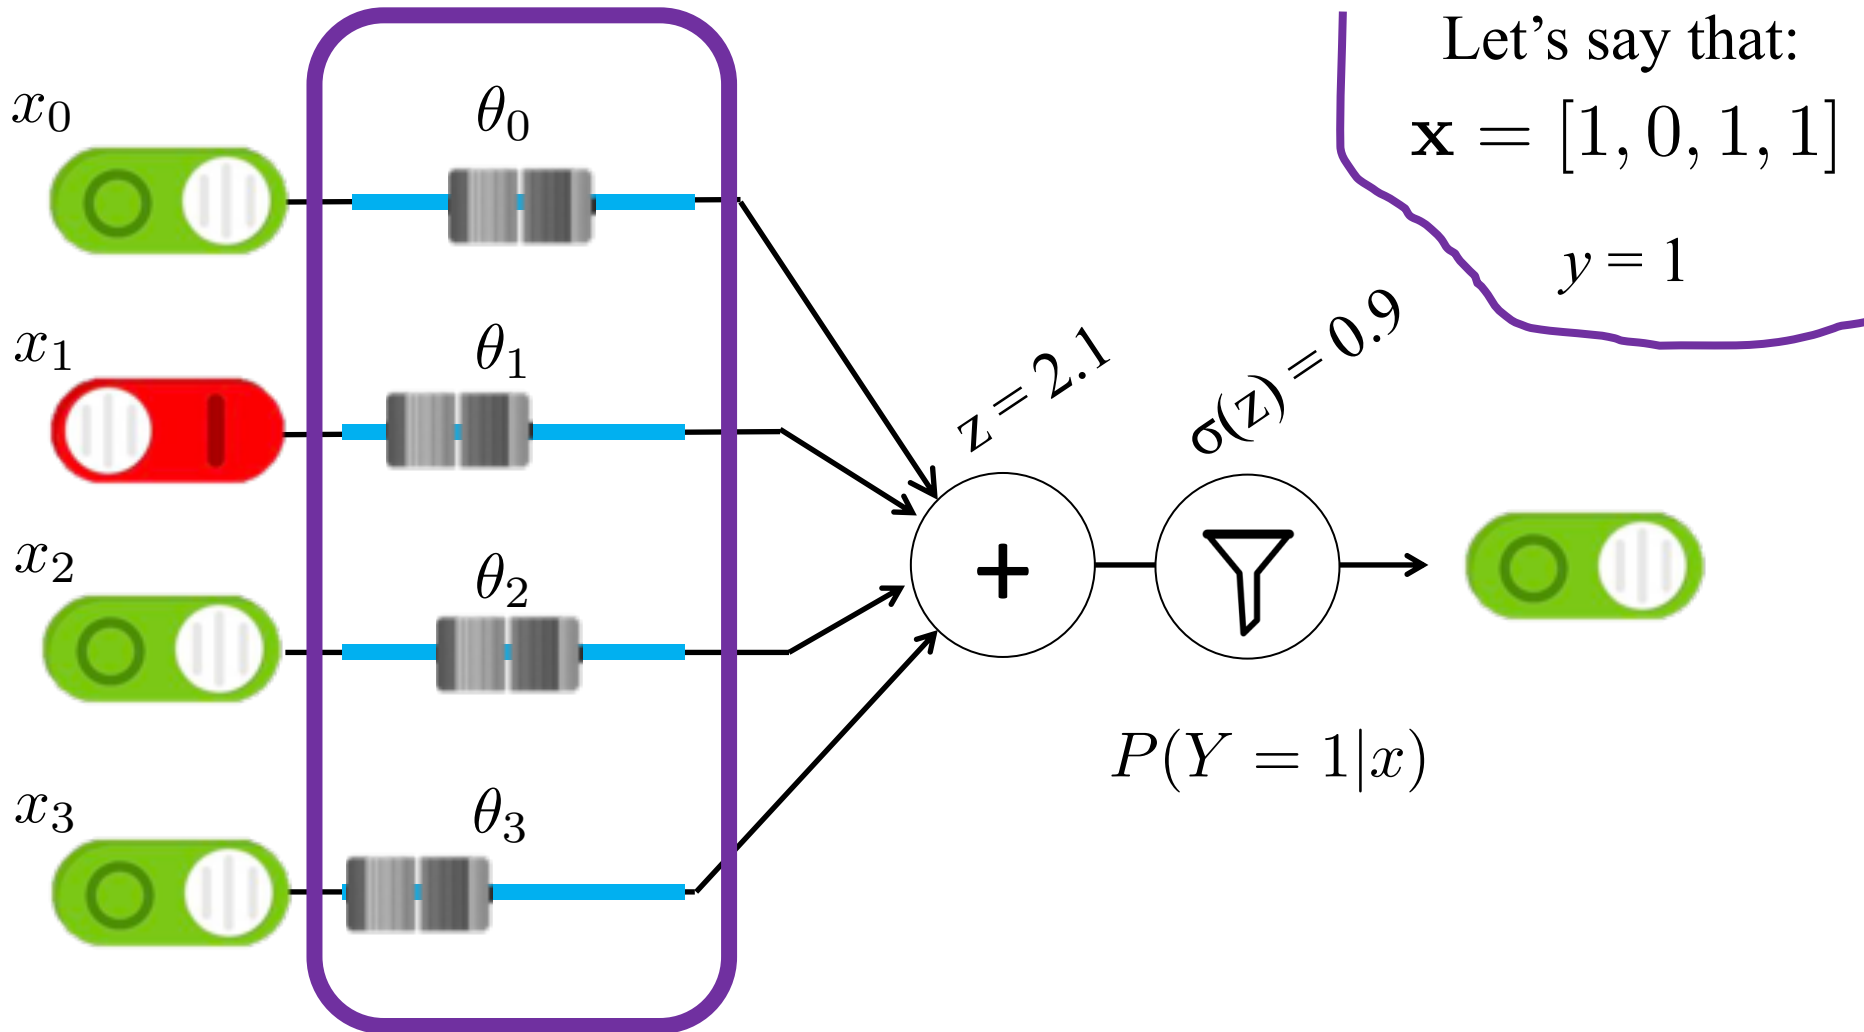 Let’s say that:
x = [1, 0, 1, 1]
y = 1
x₀
θ₀
x₁
θ₁
z = 2.1
σ(z) = 0.9
x₂
θ₂
+
P(Y = 1|x)
x₃
θ₃